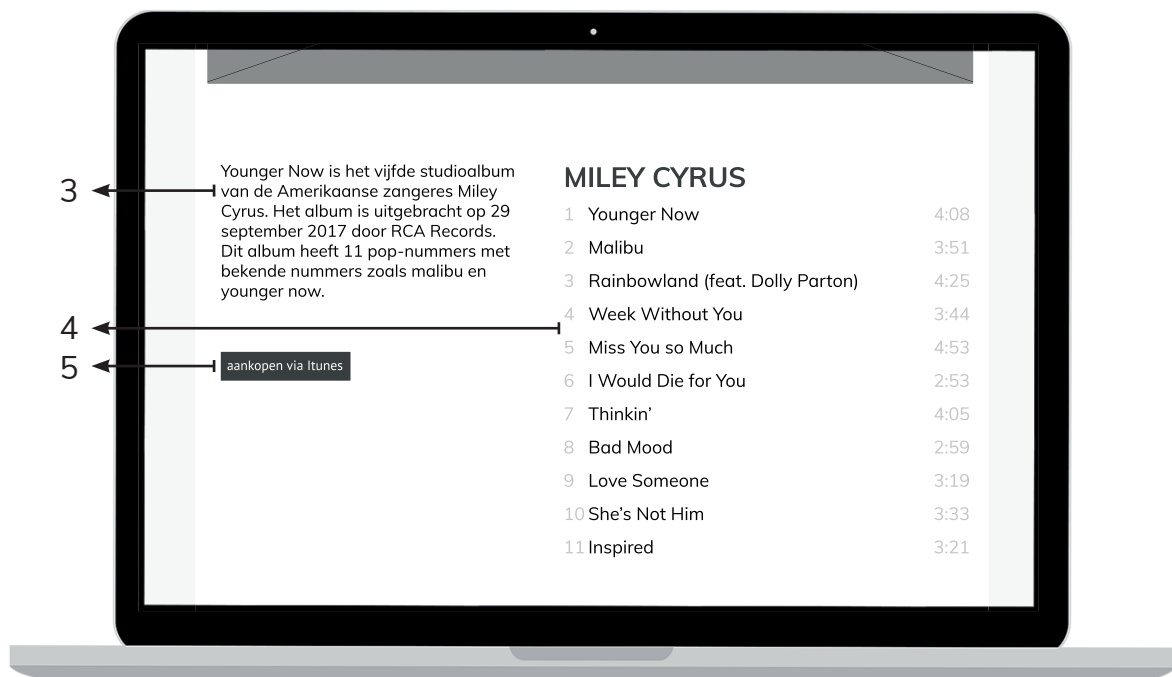 3
Younger Now is het vijfde studioalbum
van de Amerikaanse zangeres Miley
Cyrus. Het album is uitgebracht op 29
september 2017 door RCA Records.
Dit album heeft 11 pop-nummers met
bekende nummers zoals malibu en
younger now.
4
5
aankopen via Itunes
MILEY CYRUS
1 Younger Now 4:08
2 Malibu 3:51
3 Rainbowland (feat. Dolly Parton) 4:25
4 Week Without You 3:44
5 Miss You so Much 4:53
6 I Would Die for You 2:53
7 Thinkin’ 4:05
8 Bad Mood 2:59
9 Love Someone 3:19
10 She’s Not Him 3:33
11 Inspired 3:21